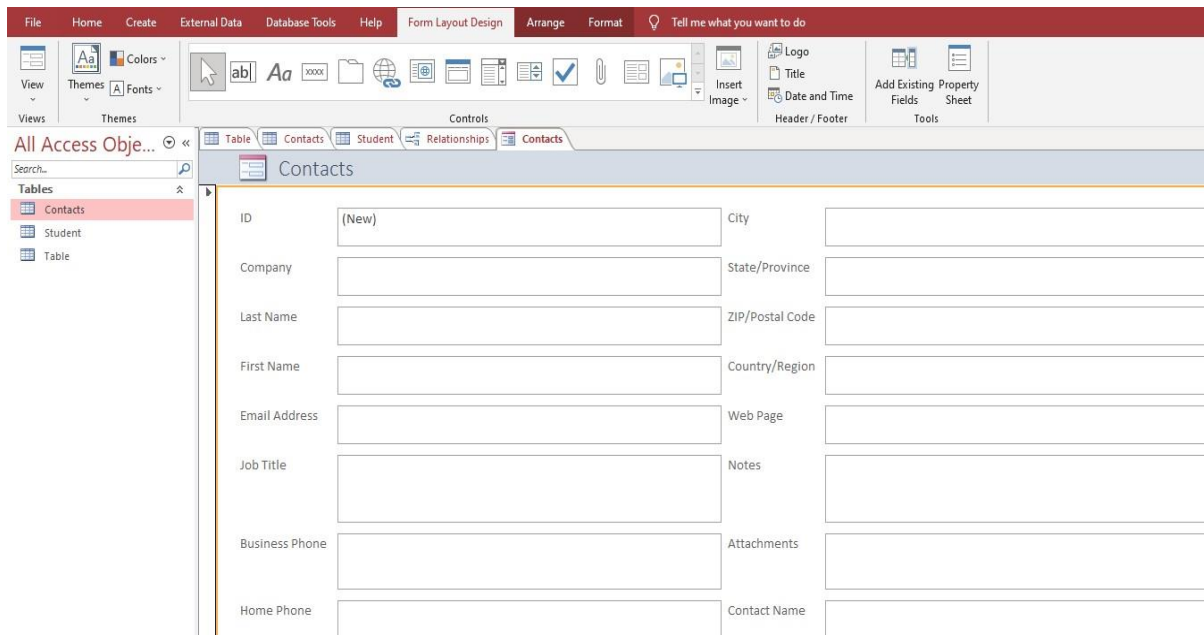 File Home Create External Data Database Tools Help Form Layout Design Arrange Format Tell me what you want to do
View
Views
Aa
Themes
Colors
Fonts
Themes
ab Aa xxxx
Controls
Insert Image
Logo
Title
Date and Time
Header / Footer
Add Existing Fields
Property Sheet
Tools
All Access Obje...
Search...
Tables
Contacts
Student
Table
Table Contacts Student Relationships Contacts
Contacts
ID (New) City
Company State/Province
Last Name ZIP/Postal Code
First Name Country/Region
Email Address Web Page
Job Title Notes
Business Phone Attachments
Home Phone Contact Name